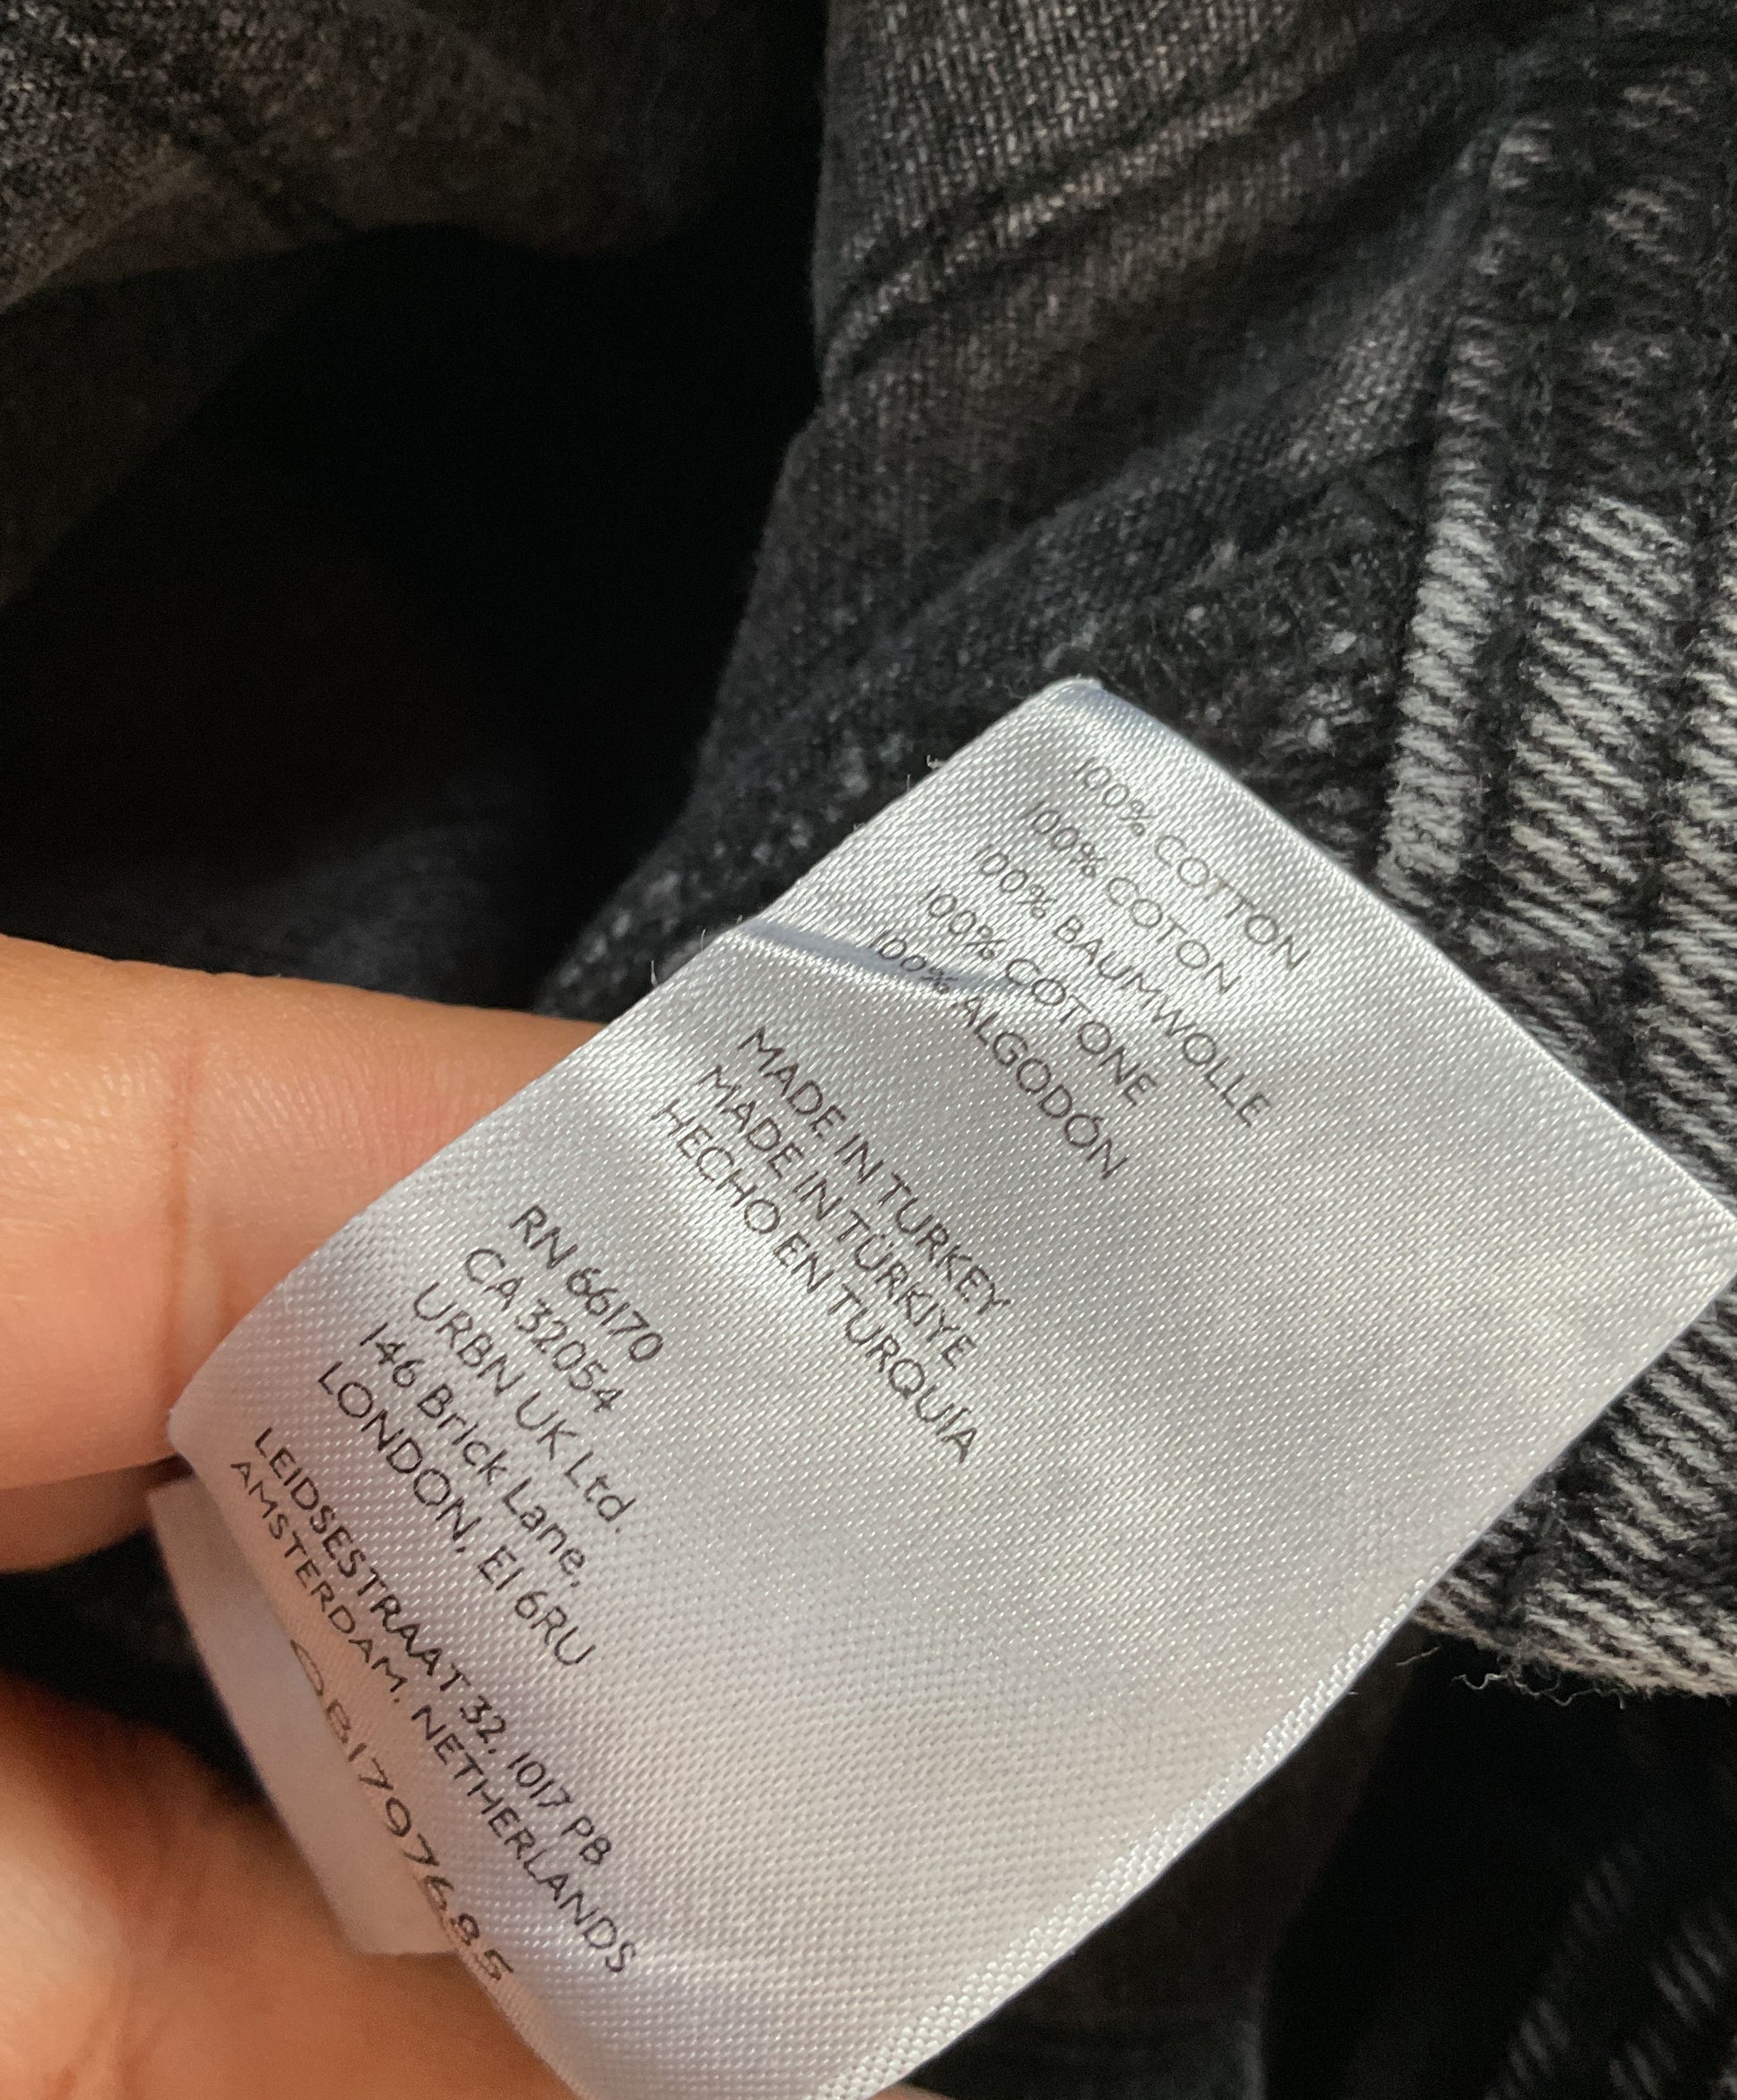 100% COTTON
100% COTON
100% BAUMWOLLE
100% COTONE
100% ALGODÓN
MADE IN TURKEY
MADE IN TÜRKIYE
HECHO EN TURQUÍA
RN 66170
CA 32054
URBN UK Ltd.
146 Brick Lane,
LONDON, E1 6RU
LEIDSESTRAAT 32, 1017 PB
AMSTERDAM, NETHERLANDS